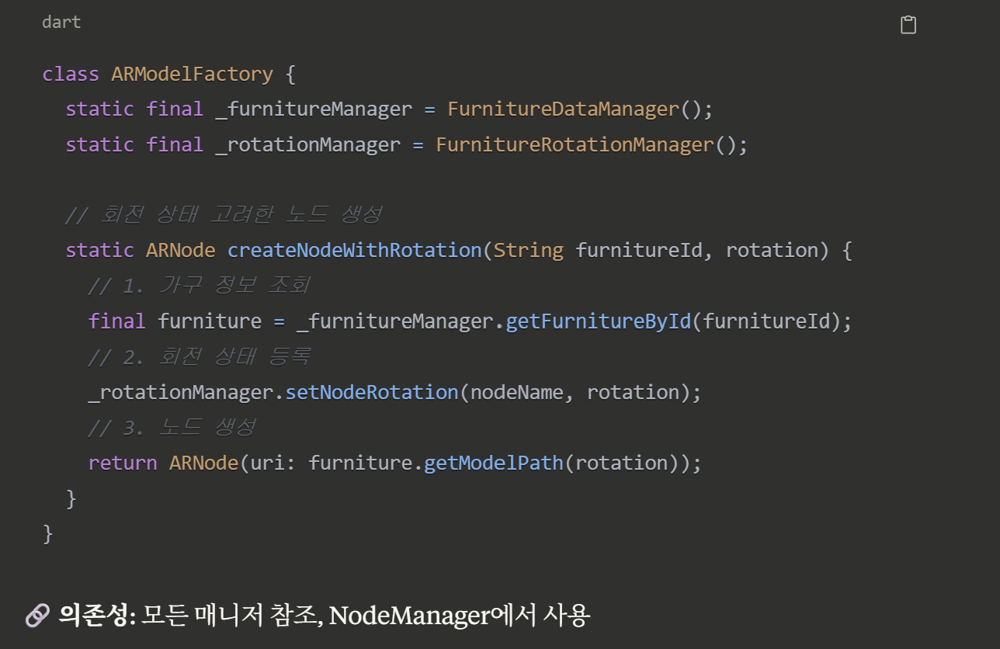 dart
class ARModelFactory {
static final _furnitureManager = FurnitureDataManager();
static final _rotationManager = FurnitureRotationManager();
// 회전 상태 고려한 노드 생성
static ARNode createNodeWithRotation(String furnitureId, rotation) {
// 1. 가구 정보 조회
final furniture = _furnitureManager.getFurnitureById(furnitureId);
// 2. 회전 상태 등록
_rotationManager.setNodeRotation(nodeName, rotation);
// 3. 노드 생성
return ARNode(uri: furniture.getModelPath(rotation));
}
}
🔗 의존성: 모든 매니저 참조, NodeManager에서 사용